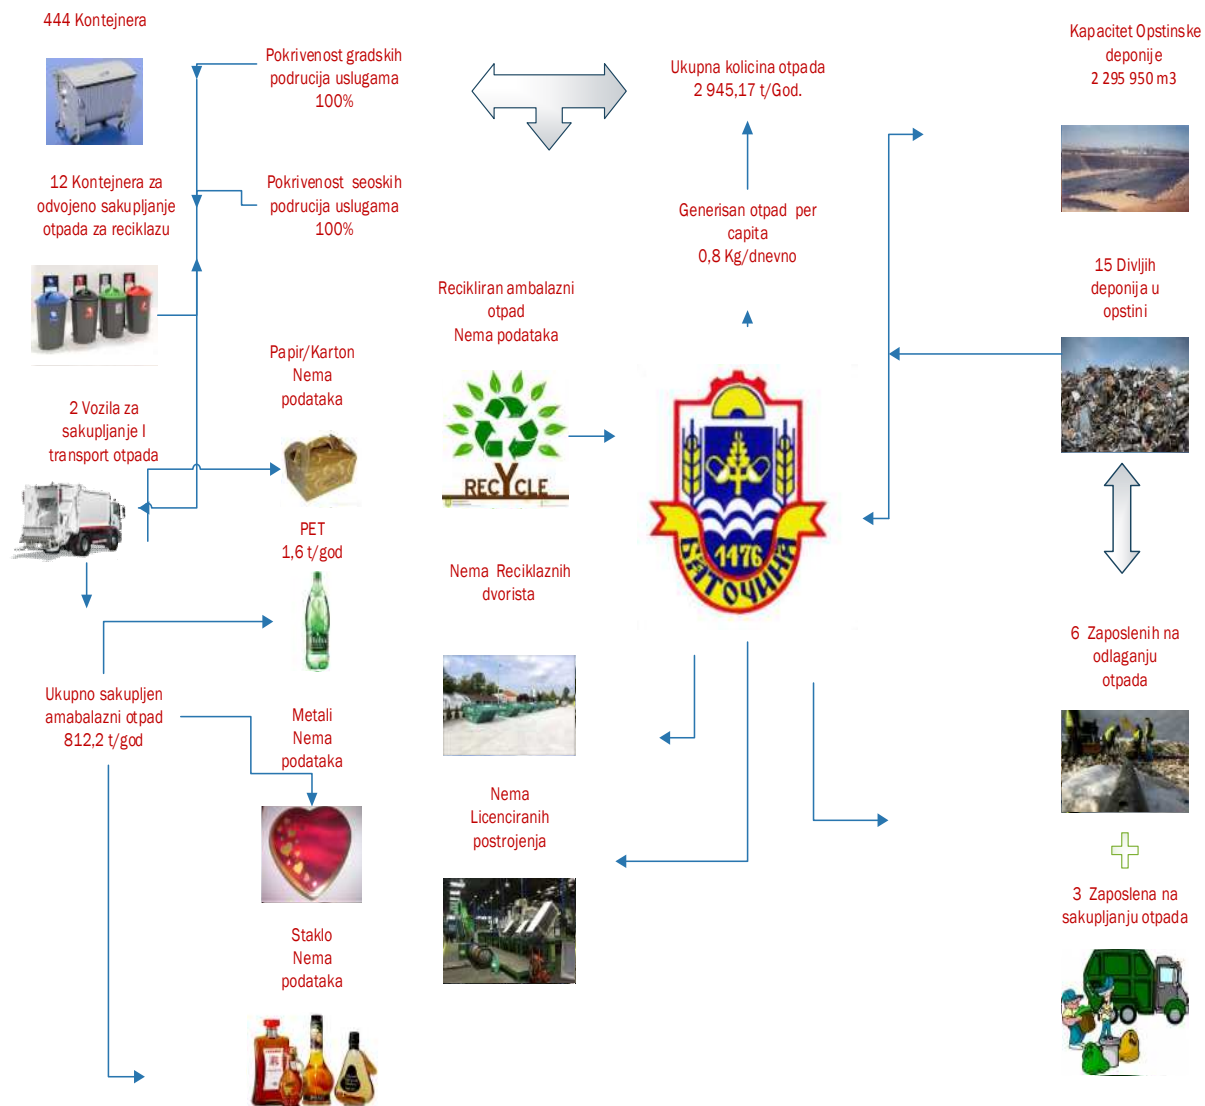 444 Kontejnera
12 Kontejnera za
odvojeno sakupljanje
otpada za reciklazu
2 Vozila za
sakupljanje I
transport otpada
Ukupno sakupljen
amabalazni otpad
812,2 t/god
Pokrivenost gradskih
podrucija uslugama
100%
Pokrivenost seoskih
podrucija uslugama
100%
Papir/Karton
Nema
podataka
PET
1,6 t/god
Metali
Nema
podataka
Staklo
Nema
podataka
Recikliran ambalazni
otpad
Nema podataka
RECYCLE
Nema Reciklaznih
dvorista
Nema
Licenciranih
postrojenja
Ukupna kolicina otpada
2 945,17 t/God.
Generisan otpad per
capita
0,8 Kg/dnevno
1476
БАТОЧИНА
Kapacitet Opstinske
deponije
2 295 950 m3
15 Divljih
deponija u
opstini
6 Zaposlenih na
odlaganju
otpada
3 Zaposlena na
sakupljanju otpada